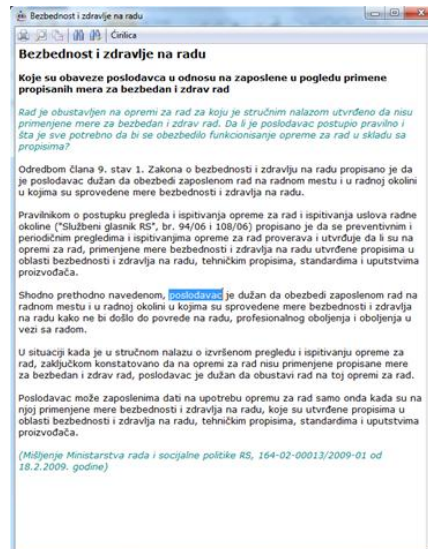 Bezbednost i zdravlje na radu
Ćirilica
Bezbednost i zdravlje na radu
Koje su obaveze poslodavca u odnosu na zaposlene u pogledu primene
propisanih mera za bezbedan i zdrav rad
Rad je obustavljen na opremi za rad za koju je stručnim nalazom utvrđeno da nisu
primenjene mere za bezbedan i zdrav rad. Da li je poslodavac postupio pravilno i
šta je sve potrebno da bi se obezbedilo funkcionisanje opreme za rad u skladu sa
propisima?
Odredbom člana 9. stav 1. Zakona o bezbednosti i zdravlju na radu propisano je da
je poslodavac dužan da obezbedi zaposlenom rad na radnom mestu i u radnoj okolini
u kojima su sprovedene mere bezbednosti i zdravlja na radu.
Pravilnikom o postupku pregleda i ispitivanja opreme za rad i ispitivanja uslova radne
okoline ("Službeni glasnik RS", br. 94/06 i 108/06) propisano je da se preventivnim i
periodičnim pregledima i ispitivanjima opreme za rad proverava i utvrđuje da li su na
opremi za rad, primenjene mere bezbednosti i zdravlja na radu utvrđene propisima u
oblasti bezbednosti i zdravlja na radu, tehničkim propisima, standardima i uputstvima
proizvođača.
Shodno prethodno navedenom, poslodavac je dužan da obezbedi zaposlenom rad na
radnom mestu i u radnoj okolini u kojima su sprovedene mere bezbednosti i zdravlja
na radu kako ne bi došlo do povrede na radu, profesionalnog oboljenja i oboljenja u
vezi sa radom.
U situaciji kada je u stručnom nalazu o izvršenom pregledu i ispitivanju opreme za
rad, zaključkom konstatovano da na opremi za rad nisu primenjene propisane mere
za bezbedan i zdrav rad, poslodavac je dužan da obustavi rad na toj opremi za rad.
Poslodavac može zaposlenima dati na upotrebu opremu za rad samo onda kada su na
njoj primenjene mere bezbednosti i zdravlja na radu, koje su utvrđene propisima u
oblasti bezbednosti i zdravlja na radu, tehničkim propisima, standardima i uputstvima
proizvođača.
(Mišljenje Ministarstva rada i socijalne politike RS, 164-02-00013/2009-01 od
18.2.2009. godine)